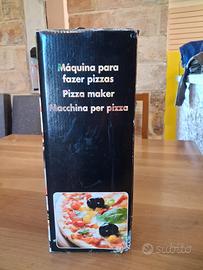 Máquina para
fazer pizzas
Pizza maker
Macchina per pizza
subito